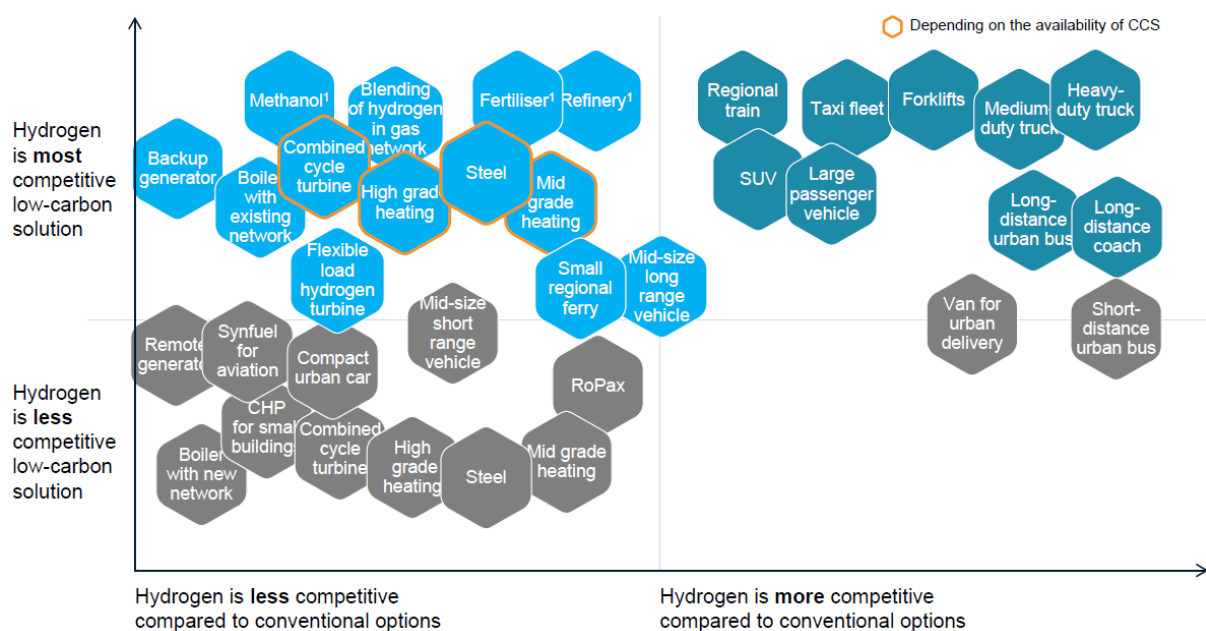 Depending on the availability of CCS
Hydrogen
is most
competitive
low-carbon
solution
Methanol¹
Blending
of hydrogen
in gas
network
Fertiliser¹
Refinery¹
Regional
train
Taxi fleet
Forklifts
Medium-
duty truck
Heavy-
duty truck
Backup
generator
Boiler
with
existing
network
Combined
cycle
turbine
High grade
heating
Steel
Mid
grade
heating
SUV
Large
passenger
vehicle
Long-
distance
urban bus
Long-
distance
coach
Flexible
load
hydrogen
turbine
Small
regional
ferry
Mid-size
long
range
vehicle
Hydrogen
is less
competitive
low-carbon
solution
Remote
generator
Synfuel
for
aviation
Compact
urban car
Mid-size
short
range
vehicle
Van for
urban
delivery
Short-
distance
urban bus
RoPax
CHP
for small
buildings
Boiler
with new
network
Combined
cycle
turbine
High
grade
heating
Steel
Mid grade
heating
Hydrogen is less competitive
compared to conventional options
Hydrogen is more competitive
compared to conventional options